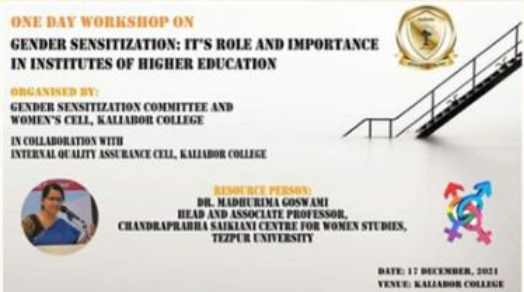 ONE DAY WORKSHOP ON
GENDER SENSITIZATION: IT'S ROLE AND IMPORTANCE
IN INSTITUTES OF HIGHER EDUCATION
ORGANISED BY:
GENDER SENSITIZATION COMMITTEE AND
WOMEN'S CELL, KALIABOR COLLEGE
IN COLLABORATION WITH
INTERNAL QUALITY ASSURANCE CELL, KALIABOR COLLEGE
RESOURCE PERSON:
DR. MADHURIMA GOSWAMI
HEAD AND ASSOCIATE PROFESSOR,
CHANDRAPRABHA SAIKIANI CENTRE FOR WOMEN STUDIES,
TEZPUR UNIVERSITY
DATE: 17 DECEMBER, 2021
VENUE: KALIABOR COLLEGE